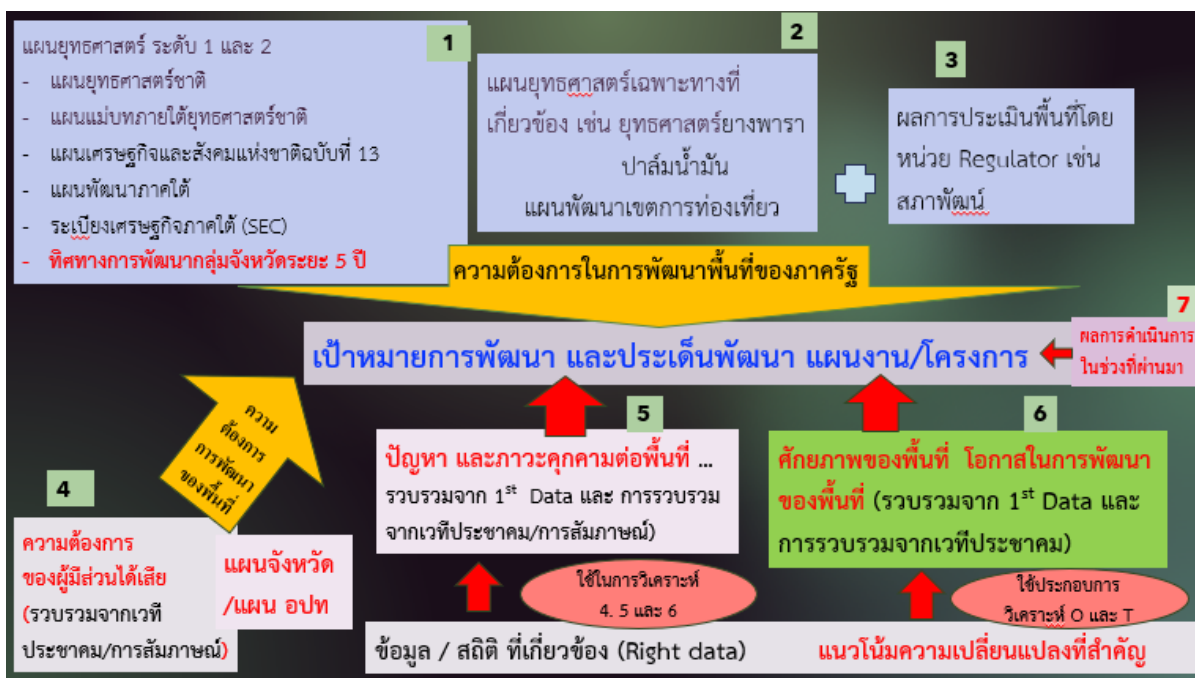 1
แผนยุทธศาสตร์ ระดับ 1 และ 2
- แผนยุทธศาสตร์ชาติ
- แผนแม่บทภายใต้ยุทธศาสตร์ชาติ
- แผนเศรษฐกิจและสังคมแห่งชาติฉบับที่ 13
- แผนพัฒนาภาคใต้
- ระเบียงเศรษฐกิจภาคใต้ (SEC)
- ทิศทางการพัฒนากลุ่มจังหวัดระยะ 5 ปี
2
แผนยุทธศาสตร์เฉพาะทางที่
เกี่ยวข้อง เช่น ยุทธศาสตร์ยางพารา
ปาล์มน้ำมัน
แผนพัฒนาเขตการท่องเที่ยว
3
ผลการประเมินพื้นที่โดย
หน่วย Regulator เช่น
สภาพัฒน์
ความต้องการในการพัฒนาพื้นที่ของภาครัฐ
เป้าหมายการพัฒนา และประเด็นพัฒนา แผนงาน/โครงการ
7
ผลการดำเนินการ
ในช่วงที่ผ่านมา
ความ
ต้องการ
การพัฒนา
ของพื้นที่
4
ความต้องการ
ของผู้มีส่วนได้เสีย
(รวบรวมจากเวที
ประชาคม/การสัมภาษณ์)
แผนจังหวัด
/แผน อปท
5
ปัญหา และภาวะคุกคามต่อพื้นที่ ...
รวบรวมจาก 1st Data และ การรวบรวม
จากเวทีประชาคม/การสัมภาษณ์)
6
ศักยภาพของพื้นที่ โอกาสในการพัฒนา
ของพื้นที่ (รวบรวมจาก 1st Data และ
การรวบรวมจากเวทีประชาคม)
ใช้ในการวิเคราะห์
4. 5 และ 6
ใช้ประกอบการ
วิเคราะห์ O และ T
ข้อมูล / สถิติ ที่เกี่ยวข้อง (Right data)
แนวโน้มความเปลี่ยนแปลงที่สำคัญ